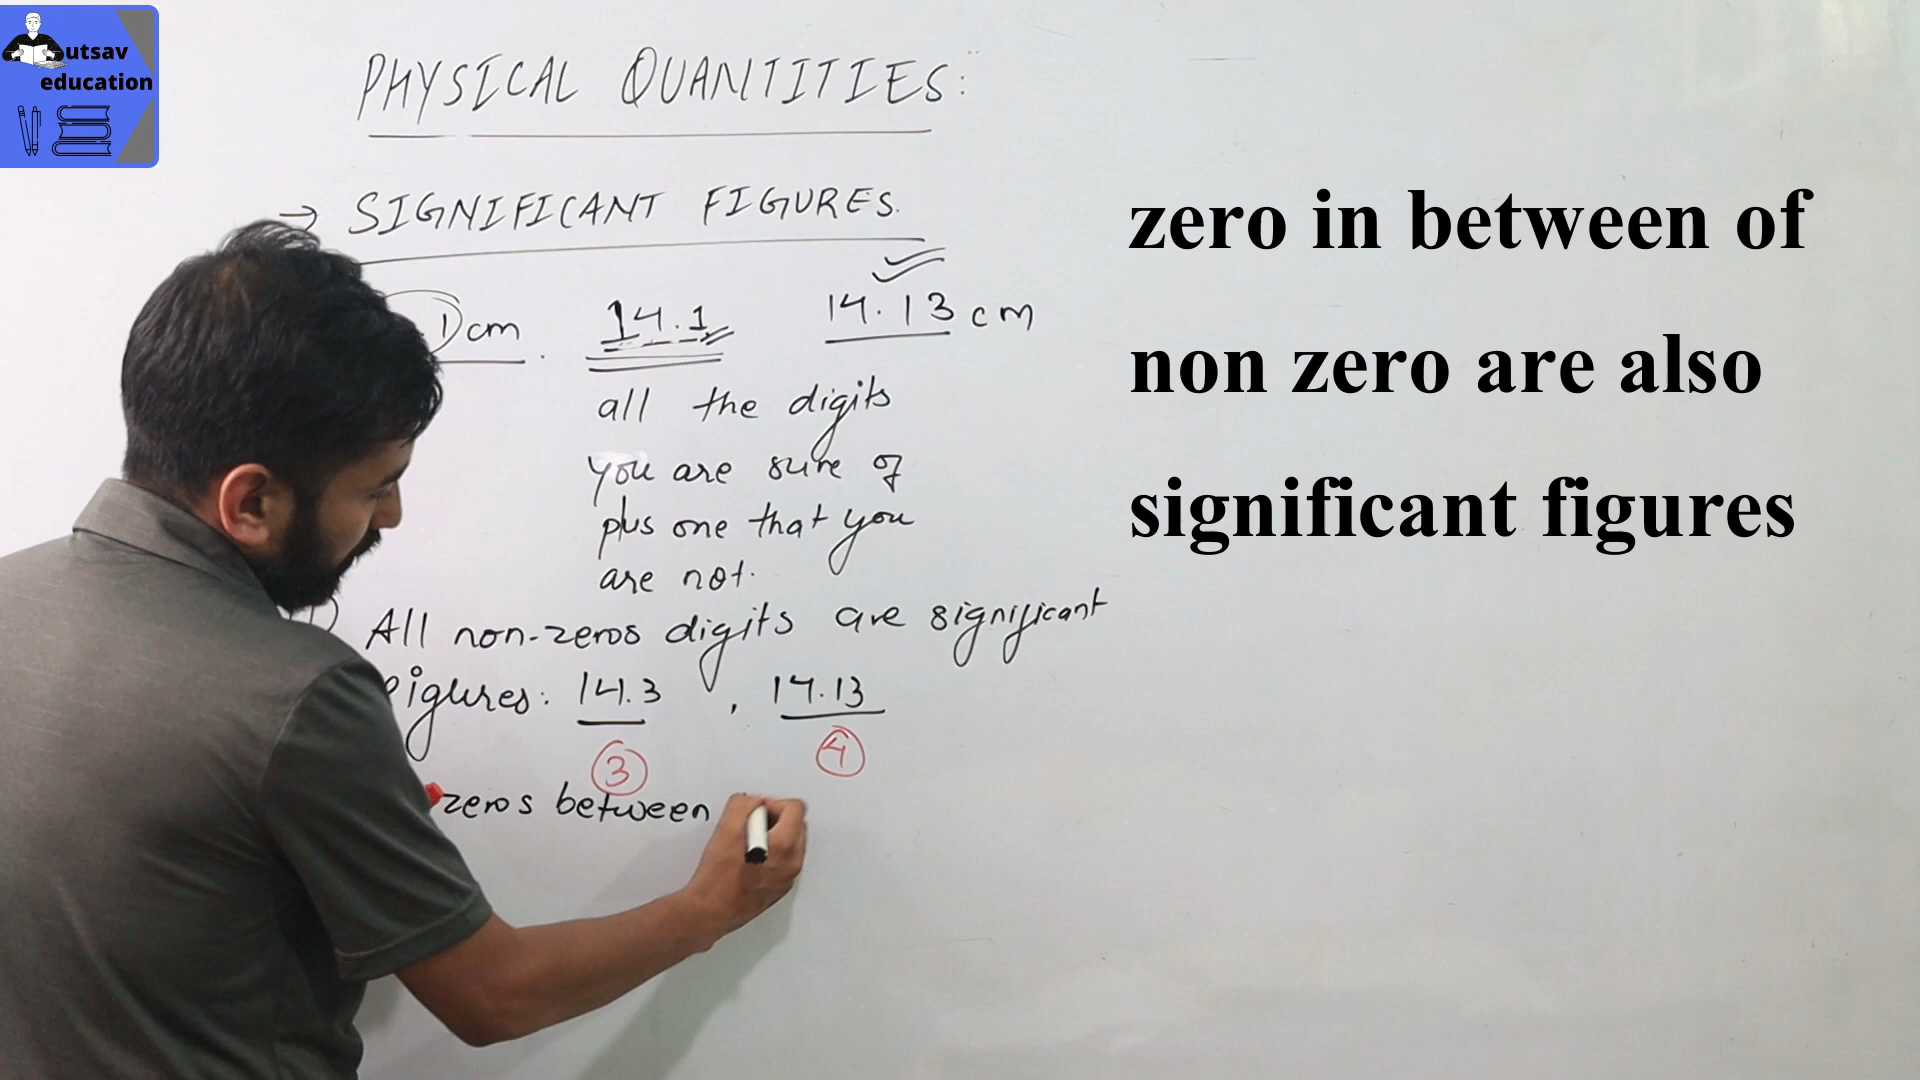 utsav
education
PHYSICAL QUANTITIES:
→ SIGNIFICANT FIGURES.
cm. 14.1 14.13 cm
all the digits
you are sure of
plus one that you
are not.
All non-zeros digits are significant
figures: 14.3 , 14.13
3 4
zeros between
zero in between of
non zero are also
significant figures